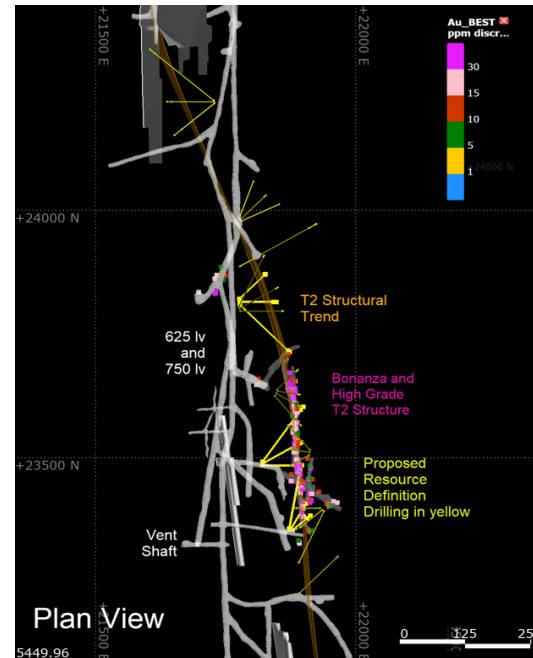 +21500 E
+22000 E
Au_BEST
ppm discr...
30
15
10
5
1
+24000 N
+24000 N
T2 Structural
Trend
625 lv
and
750 lv
Bonanza and
High Grade
T2 Structure
+23500 N
Proposed
Resource
Definition
Drilling in yellow
Vent
Shaft
Plan View
+21500 E
+22000 E
0 125 250
5449.96